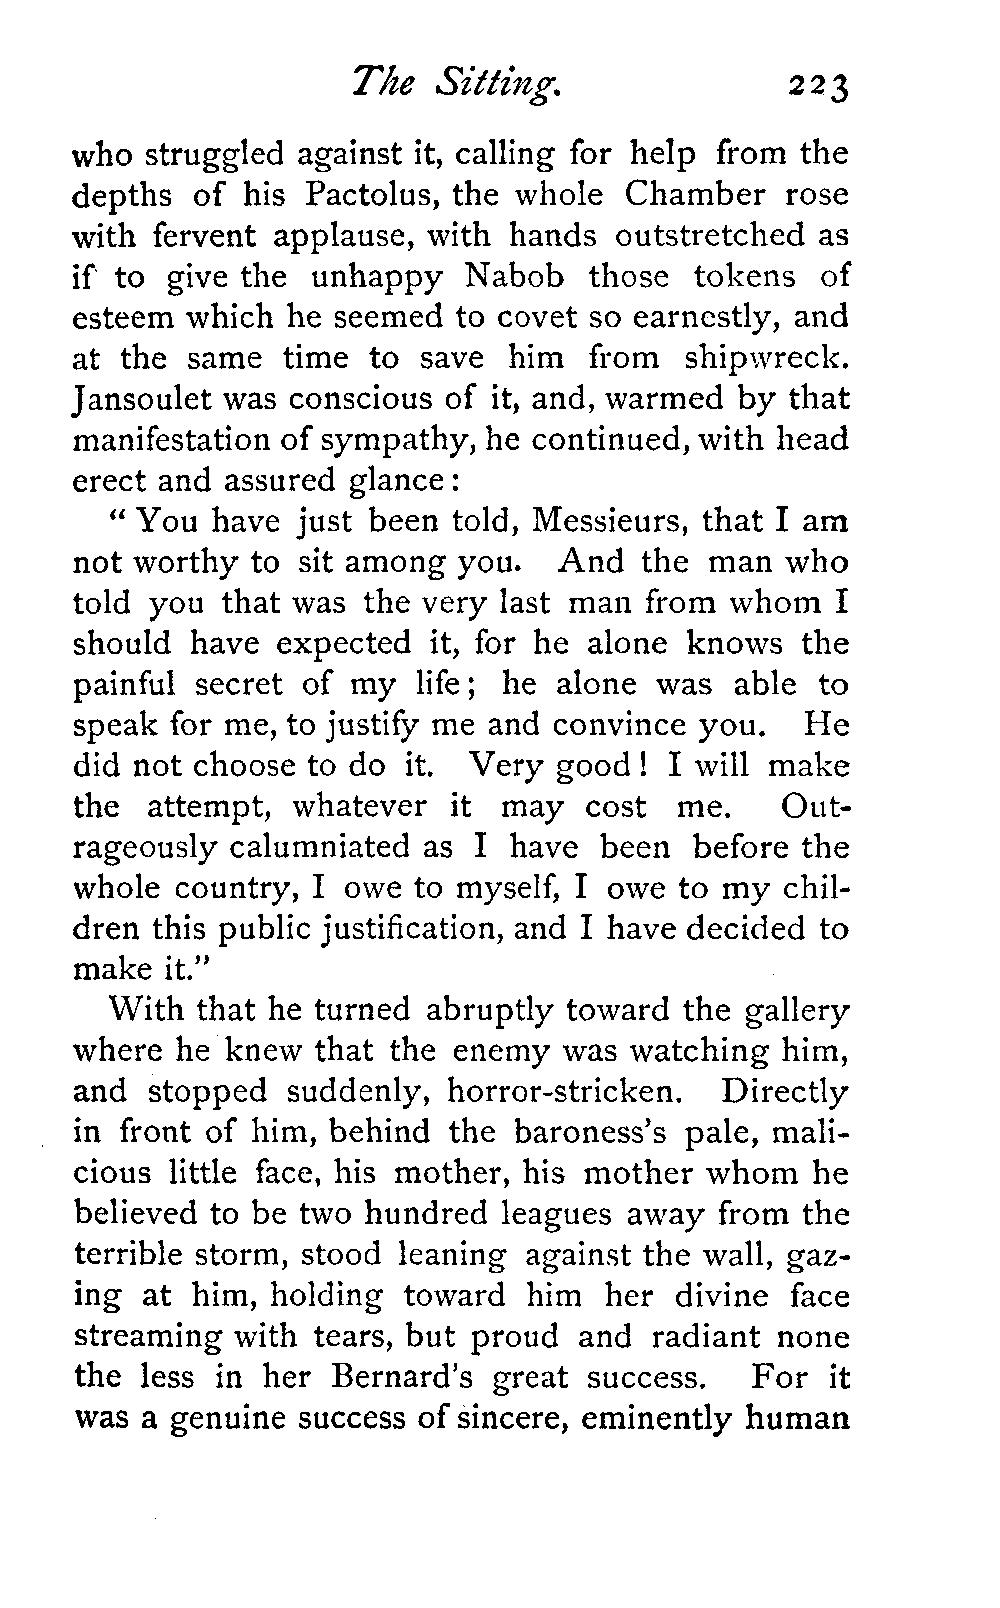 The Sitting. 223
who struggled against it, calling for help from the
depths of his Pactolus, the whole Chamber rose
with fervent applause, with hands outstretched as
if to give the unhappy Nabob those tokens of
esteem which he seemed to covet so earnestly, and
at the same time to save him from shipwreck.
Jansoulet was conscious of it, and, warmed by that
manifestation of sympathy, he continued, with head
erect and assured glance:
“You have just been told, Messieurs, that I am
not worthy to sit among you. And the man who
told you that was the very last man from whom I
should have expected it, for he alone knows the
painful secret of my life; he alone was able to
speak for me, to justify me and convince you. He
did not choose to do it. Very good! I will make
the attempt, whatever it may cost me. Out-
rageously calumniated as I have been before the
whole country, I owe to myself, I owe to my chil-
dren this public justification, and I have decided to
make it.”
With that he turned abruptly toward the gallery
where he knew that the enemy was watching him,
and stopped suddenly, horror-stricken. Directly
in front of him, behind the baroness's pale, mali-
cious little face, his mother, his mother whom he
believed to be two hundred leagues away from the
terrible storm, stood leaning against the wall, gaz-
ing at him, holding toward him her divine face
streaming with tears, but proud and radiant none
the less in her Bernard's great success. For it
was a genuine success of sincere, eminently human